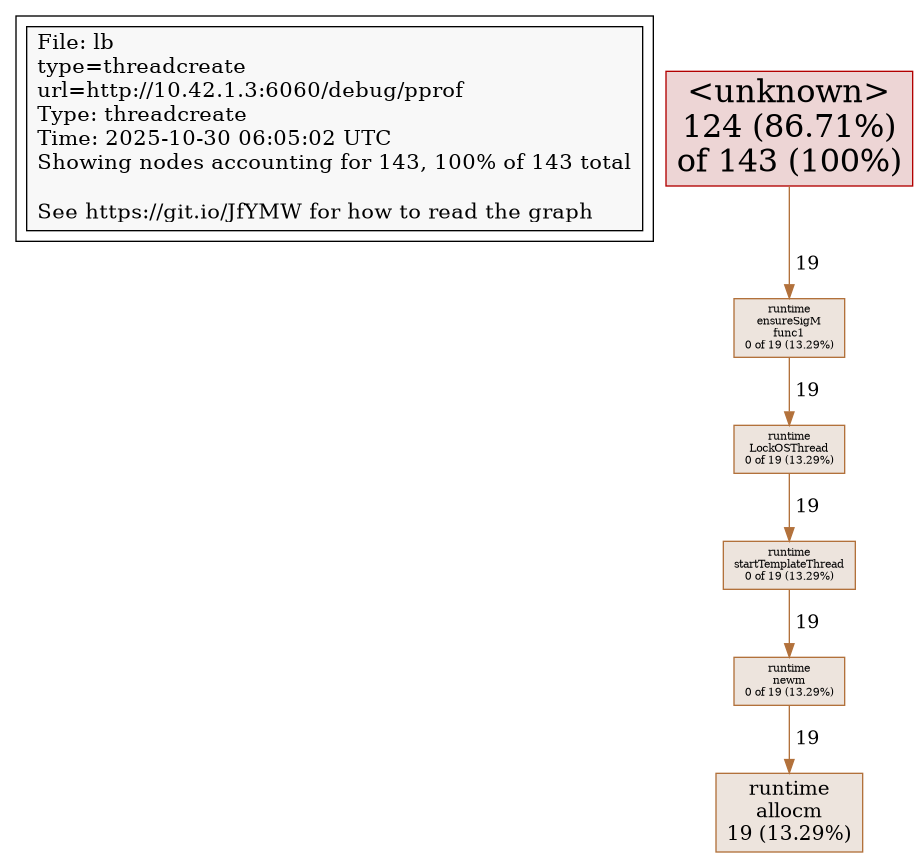 File: lb
type=threadcreate
url=http://10.42.1.3:6060/debug/pprof
Type: threadcreate
Time: 2025-10-30 06:05:02 UTC
Showing nodes accounting for 143, 100% of 143 total
See https://git.io/JfYMW for how to read the graph
<unknown>
124 (86.71%)
of 143 (100%)
19
runtime
ensureSigM
func1
0 of 19 (13.29%)
19
runtime
LockOSThread
0 of 19 (13.29%)
19
runtime
startTemplateThread
0 of 19 (13.29%)
19
runtime
newm
0 of 19 (13.29%)
19
runtime
allocm
19 (13.29%)